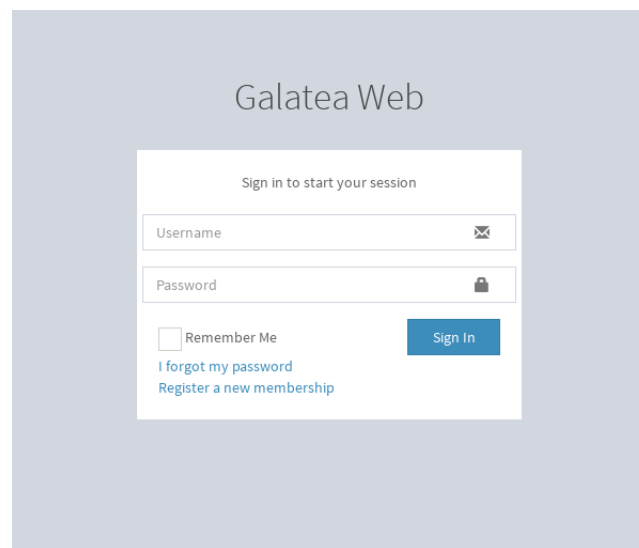 Galatea Web
Sign in to start your session
Username
Password
Remember Me
Sign In
I forgot my password
Register a new membership